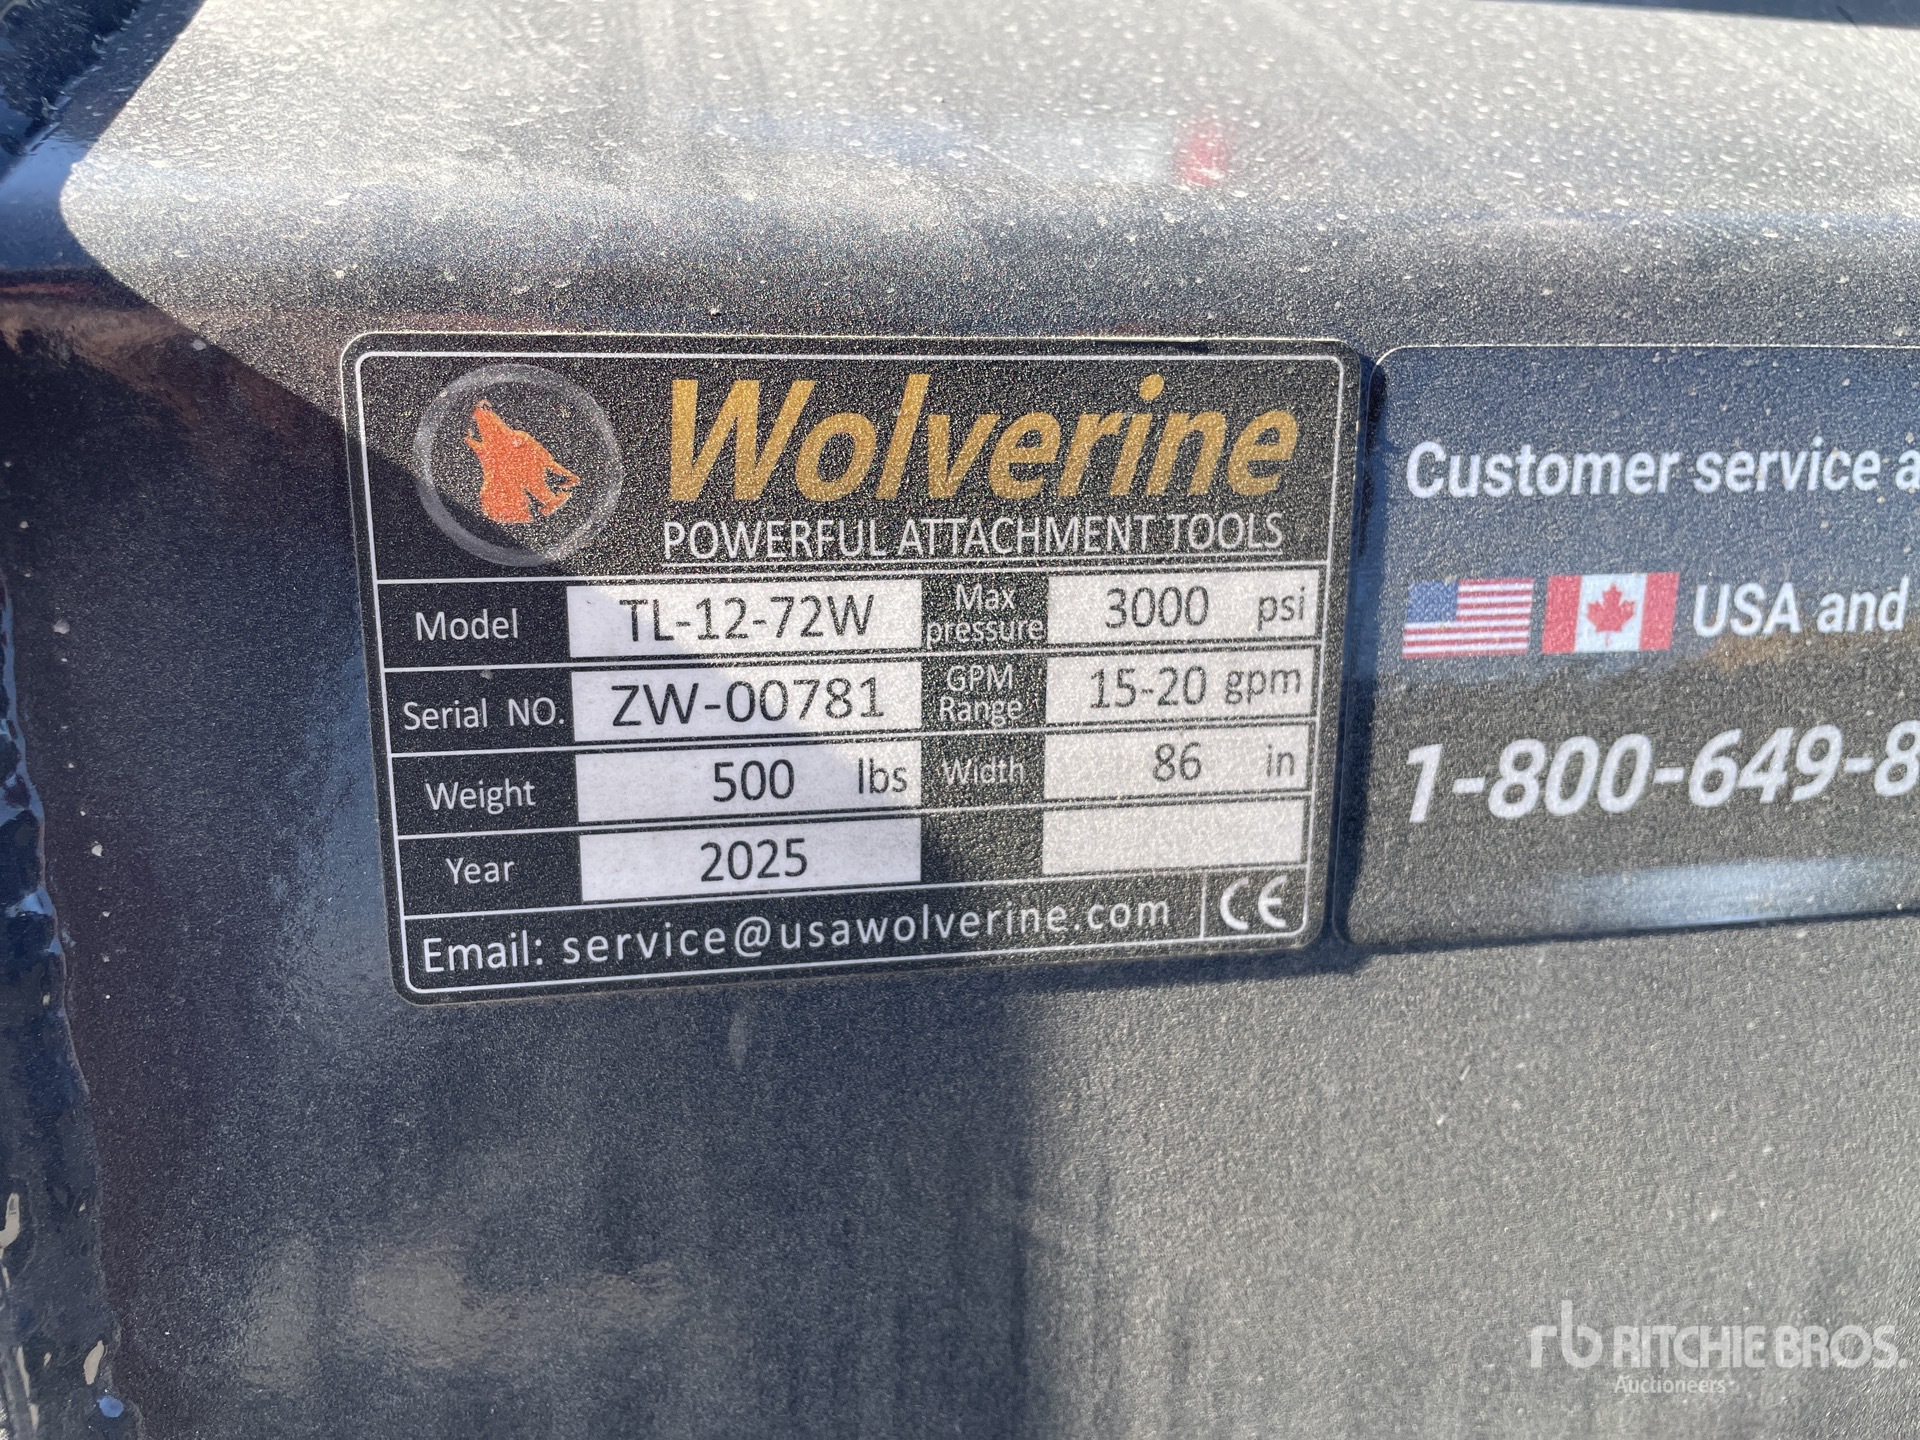 Wolverine
POWERFUL ATTACHMENT TOOLS
Model TL-12-72W Max pressure 3000 psi
Serial NO. ZW-00781 GPM Range 15-20 gpm
Weight 500 lbs Width 86 in
Year 2025
Email: service@usawolverine.com CE
Customer service
USA and
1-800-649-8
rb RITCHIE BROS.
Auctioneers